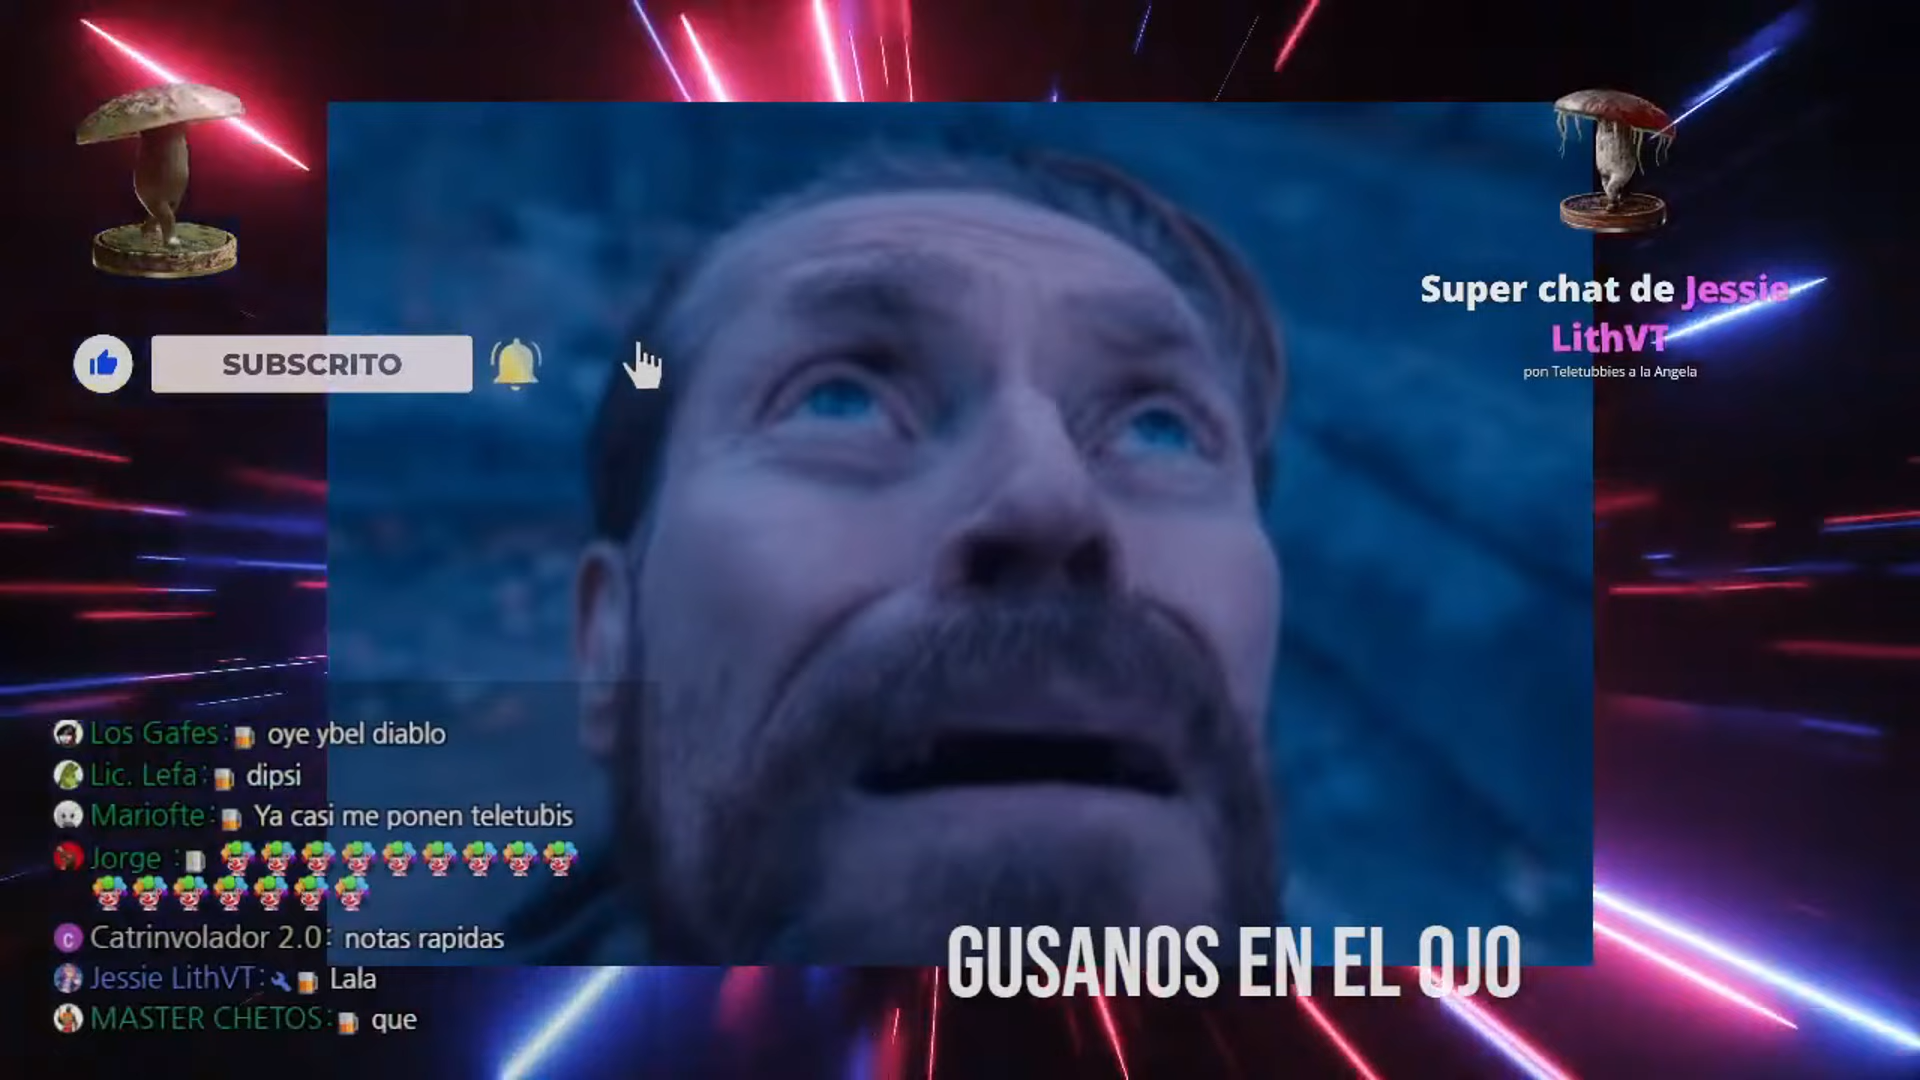 SUBSCRITO
Super chat de Jessie
LithVT
pon Teletubbies a la Angela
Los Gafes: oye ybel diablo
Lic. Lefa: dipsi
Mariofte: Ya casi me ponen teletubis
Jorge :
C Catrinvolador 2.0: notas rapidas
Jessie LithVT: Lala
MASTER CHETOS: que
GUSANOS EN EL OJO